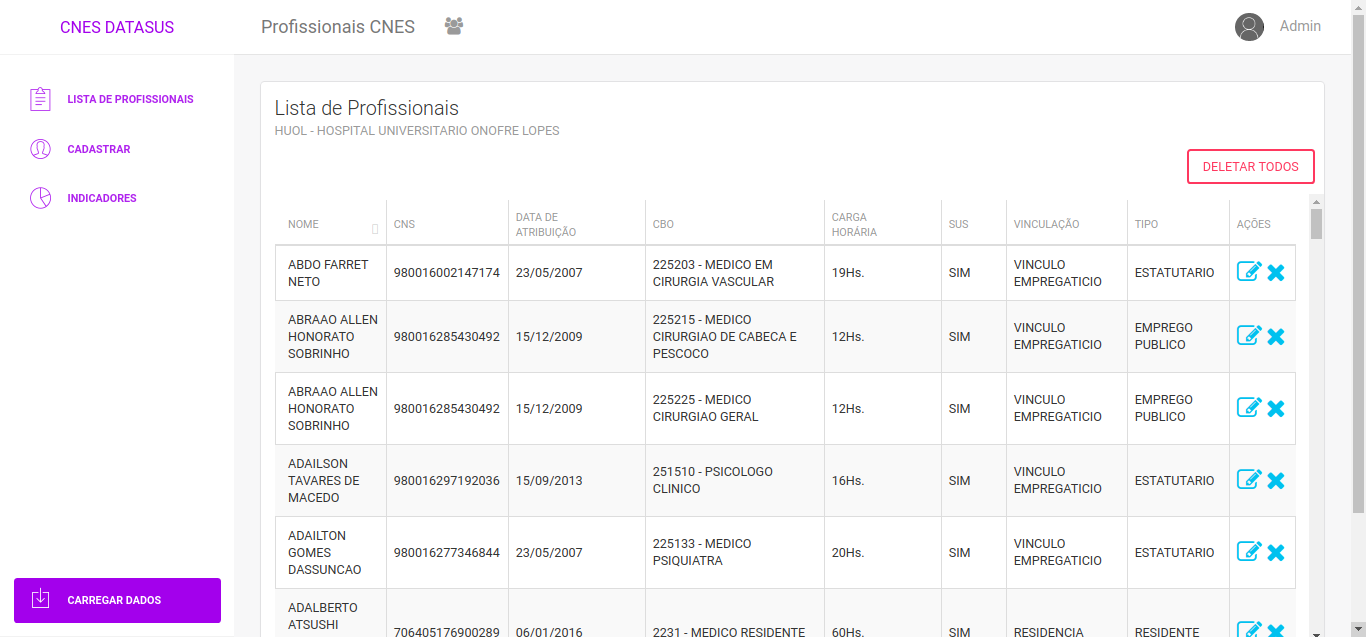 CNES DATASUS
Profissionais CNES
Admin
LISTA DE PROFISSIONAIS
CADASTRAR
INDICADORES
CARREGAR DADOS
Lista de Profissionais
HUOL - HOSPITAL UNIVERSITARIO ONOFRE LOPES
DELETAR TODOS
NOME
CNS
DATA DE
ATRIBUIÇÃO
CBO
CARGA
HORÁRIA
SUS
VINCULAÇÃO
TIPO
AÇÕES
ABDO FARRET
NETO
980016002147174
23/05/2007
225203 - MEDICO EM
CIRURGIA VASCULAR
19Hs.
SIM
VINCULO
EMPREGATICIO
ESTATUTARIO
ABRAAO ALLEN
HONORATO
SOBRINHO
980016285430492
15/12/2009
225215 - MEDICO
CIRURGIAO DE CABECA E
PESCOCO
12Hs.
SIM
VINCULO
EMPREGATICIO
EMPREGO
PUBLICO
ABRAAO ALLEN
HONORATO
SOBRINHO
980016285430492
15/12/2009
225225 - MEDICO
CIRURGIAO GERAL
12Hs.
SIM
VINCULO
EMPREGATICIO
EMPREGO
PUBLICO
ADAILSON
TAVARES DE
MACEDO
980016297192036
15/09/2013
251510 - PSICOLOGO
CLINICO
16Hs.
SIM
VINCULO
EMPREGATICIO
ESTATUTARIO
ADAILTON
GOMES
DASSUNCAO
980016277346844
23/05/2007
225133 - MEDICO
PSIQUIATRA
20Hs.
SIM
VINCULO
EMPREGATICIO
ESTATUTARIO
ADALBERTO
ATSUSHI
706405176900289
06/01/2016
2231 - MEDICO RESIDENTE
60Hs.
SIM
RESIDENCIA
RESIDENTE